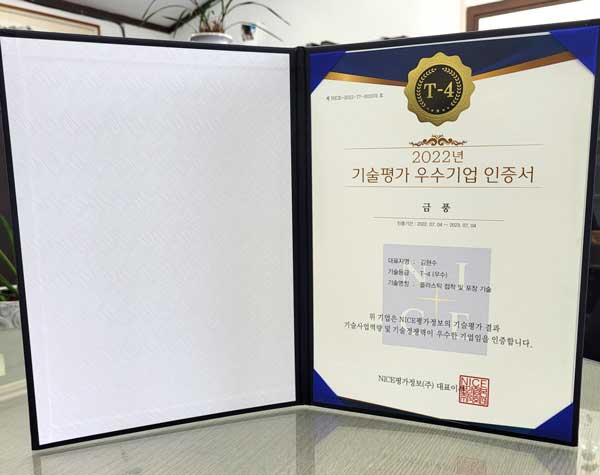 T-4
2022년
기술평가 우수기업 인증서
금 풍
인증기간 : 2022. 07. 04 ~ 2023. 07. 04
대표자명 : 김현수
기술등급 : T-4 (우수)
기술명칭 : 플라스틱 접착 및 포장 기술
NICE
위 기업은 NICE평가정보의 기술평가 결과
기술사업역량 및 기술경쟁력이 우수한 기업임을 인증합니다.
NICE평가정보(주) 대표이사
NICE